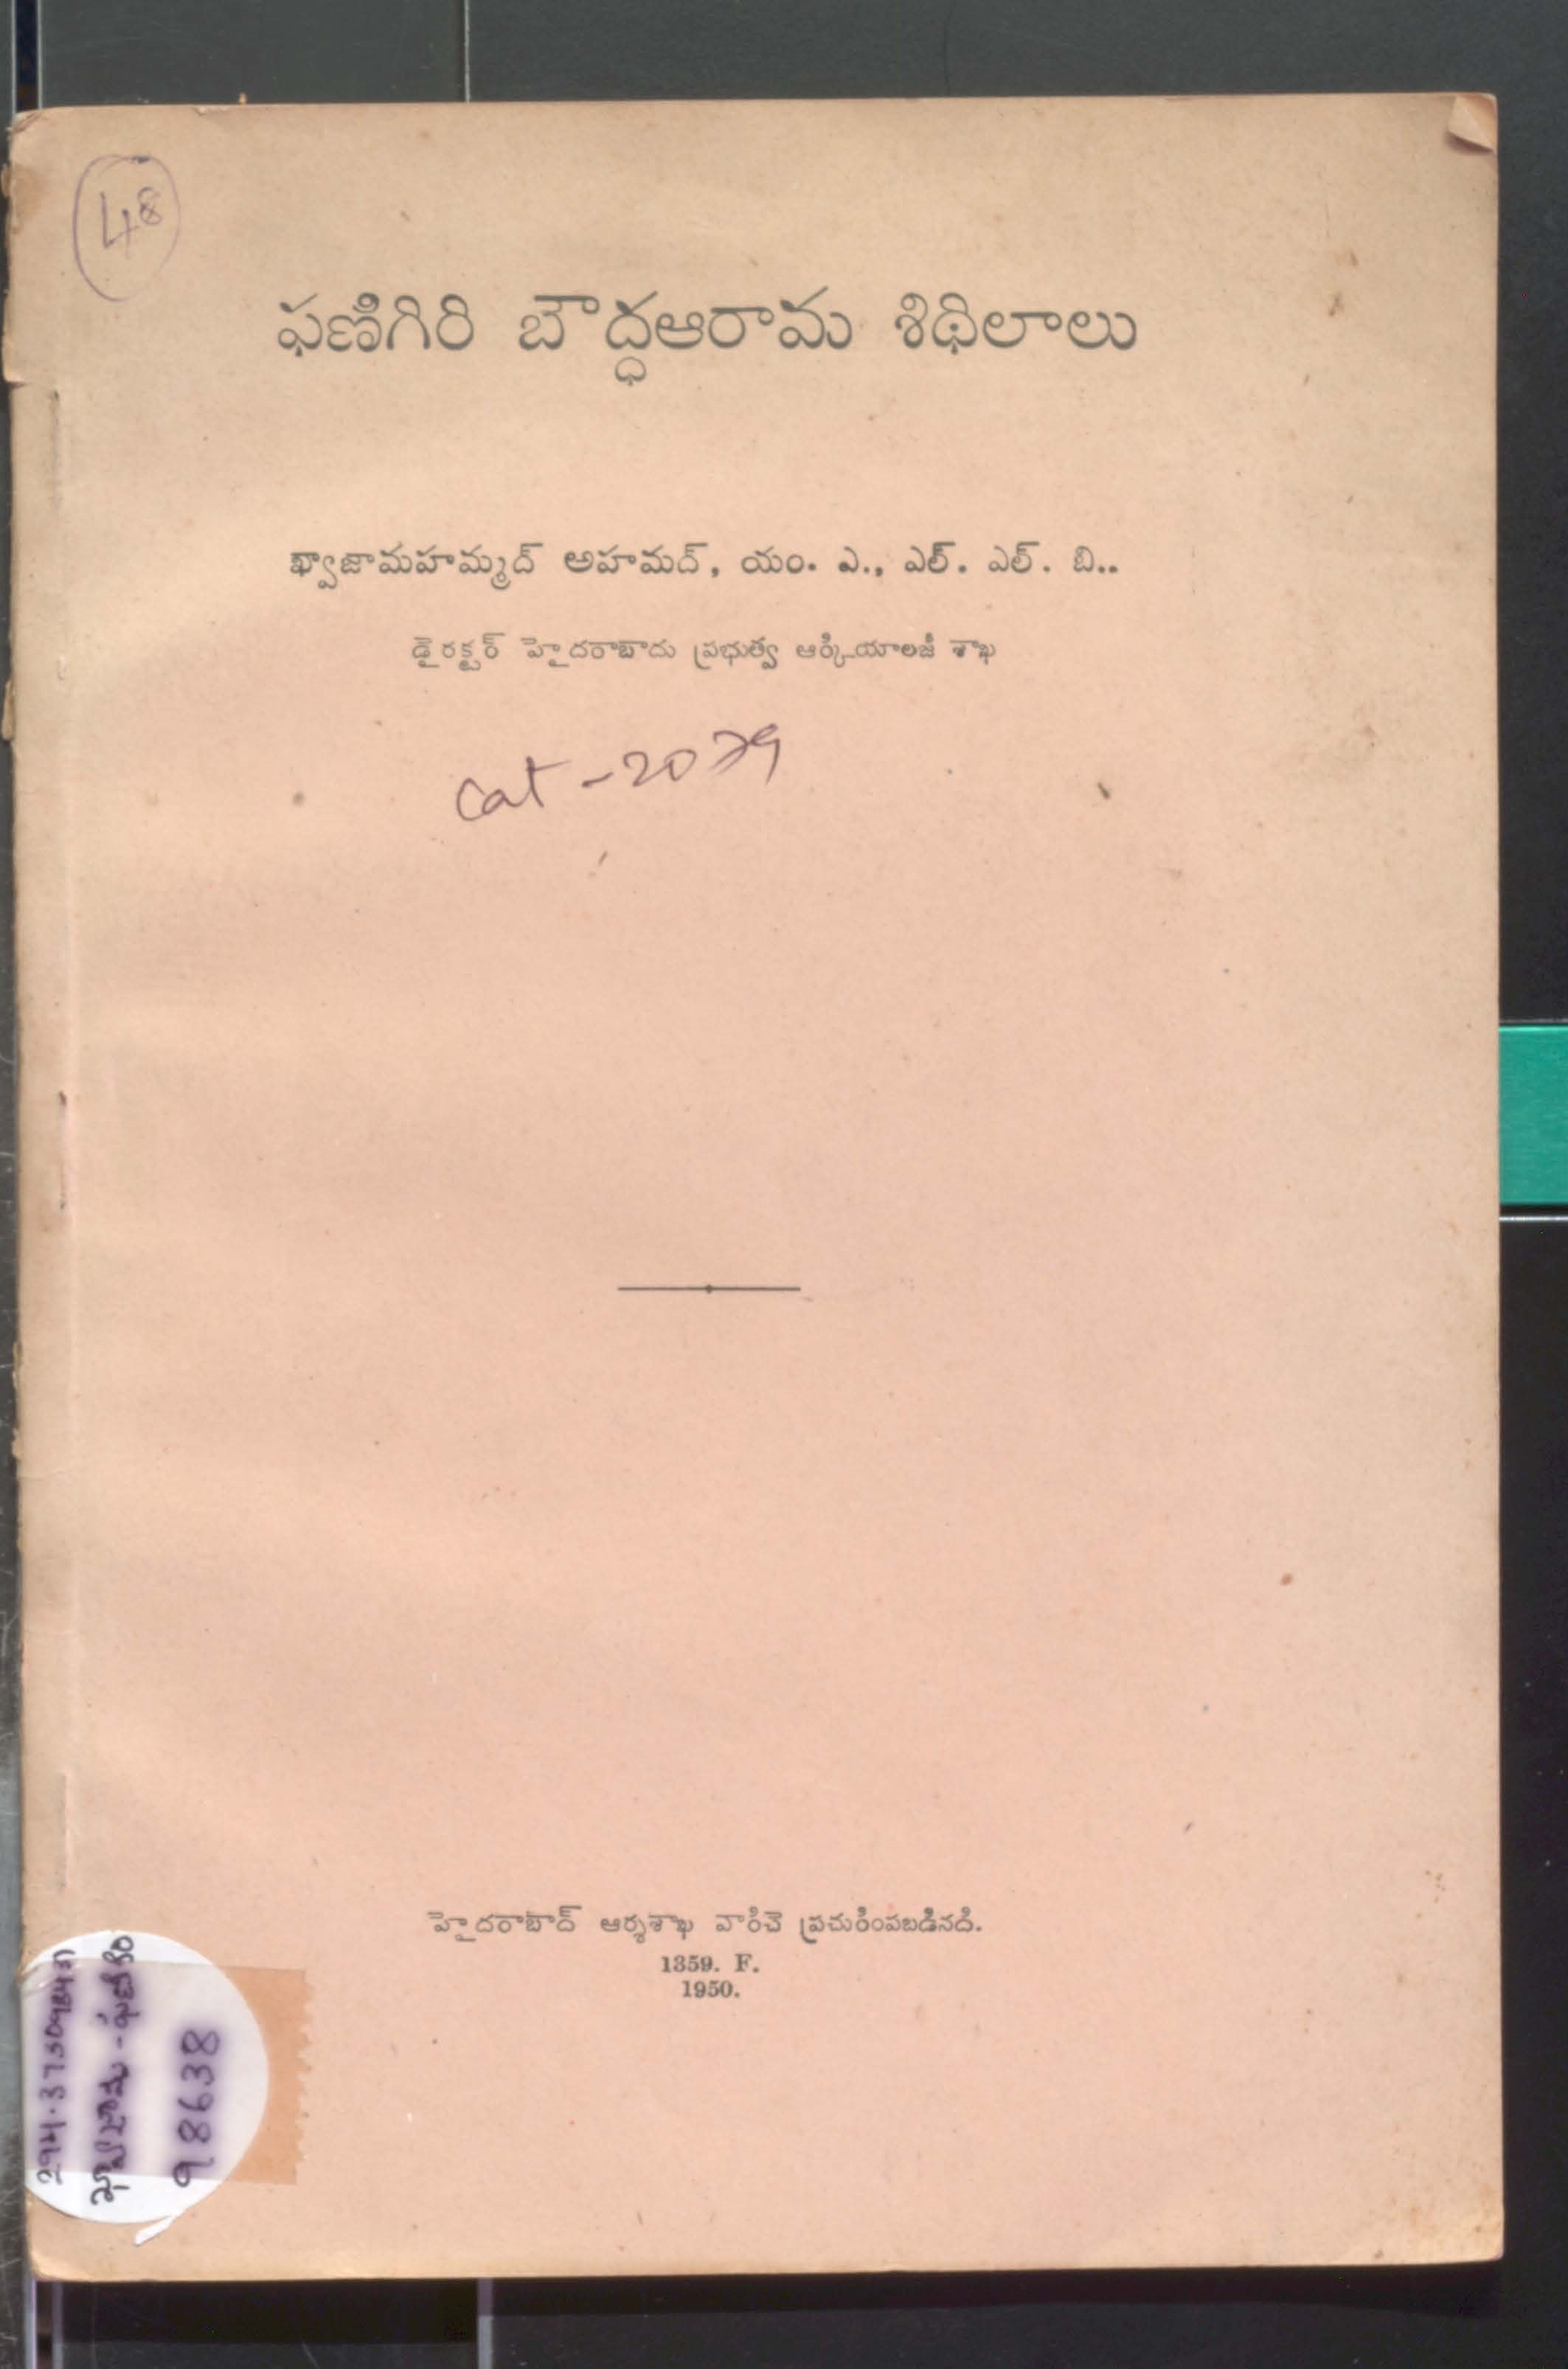 48
ఫణిగిరి బౌద్ధఆరామ శిథిలాలు
ఖ్వాజామహమ్మద్ అహమద్, యం. ఎ., ఎల్. ఎల్. బి..
డైరక్టర్ హైదరాబాదు ప్రభుత్వ ఆర్కియాలజీ శాఖ
Cat - 2079
హైదరాబాద్ ఆర్షశాఖ వారిచే ప్రచురింపబడినది.
1359. F.
1950.
98638